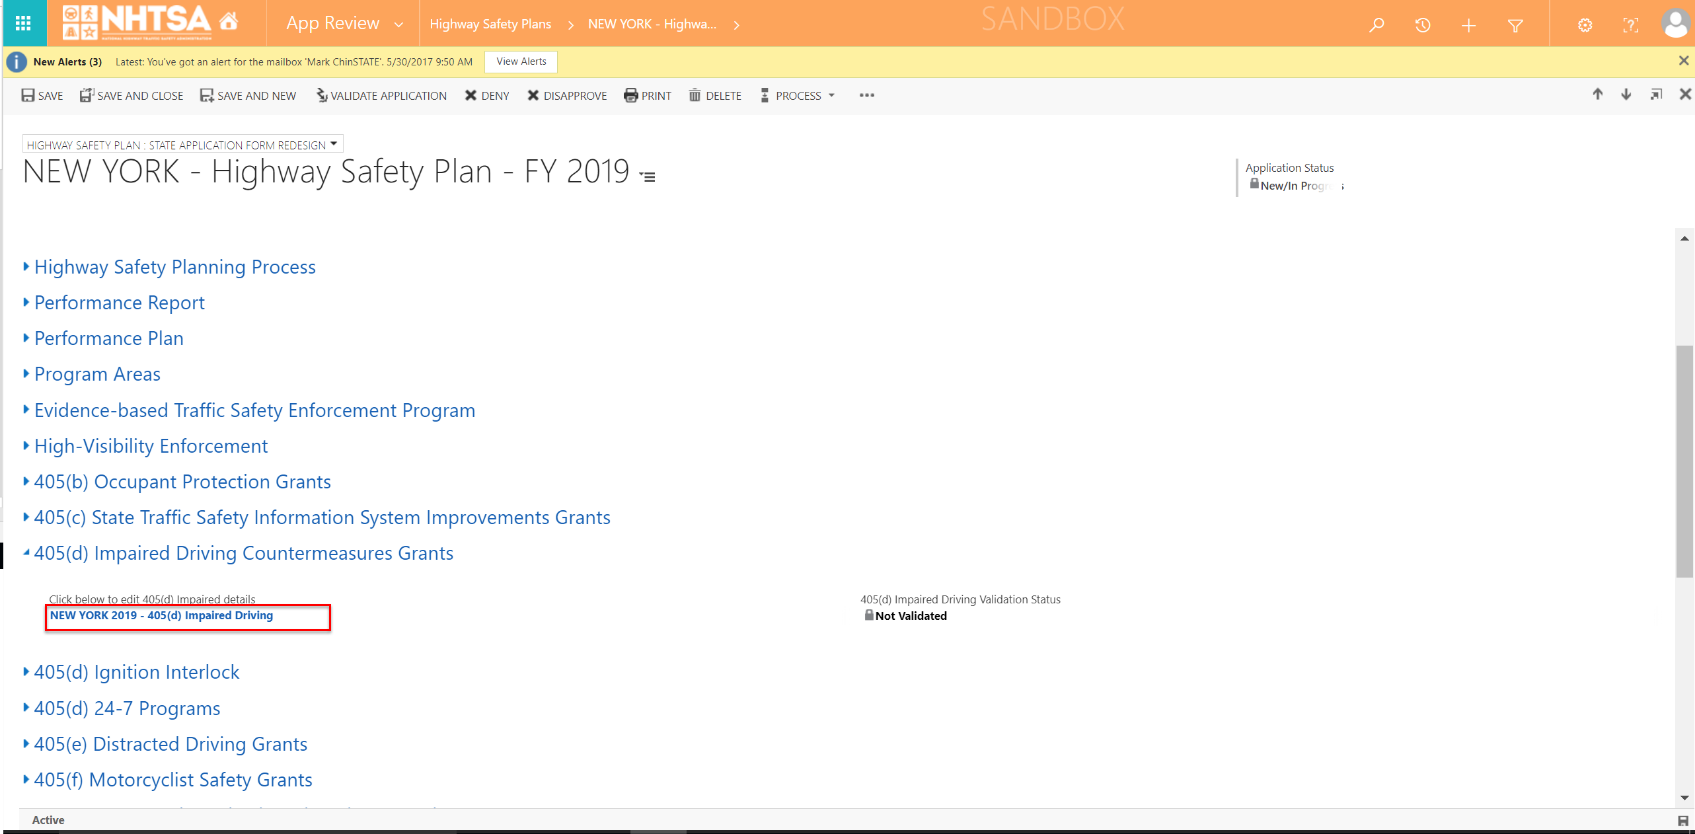 NHTSA
App Review
Highway Safety Plans
NEW YORK - Highwa...
SANDBOX
New Alerts (3) Latest: You've got an alert for the mailbox 'Mark ChinSTATE'. 5/30/2017 9:50 AM View Alerts
SAVE SAVE AND CLOSE SAVE AND NEW VALIDATE APPLICATION DENY DISAPPROVE PRINT DELETE PROCESS ...
HIGHWAY SAFETY PLAN : STATE APPLICATION FORM REDESIGN
NEW YORK - Highway Safety Plan - FY 2019
Application Status
New/In Progres
Highway Safety Planning Process
Performance Report
Performance Plan
Program Areas
Evidence-based Traffic Safety Enforcement Program
High-Visibility Enforcement
405(b) Occupant Protection Grants
405(c) State Traffic Safety Information System Improvements Grants
405(d) Impaired Driving Countermeasures Grants
Click below to edit 405(d) Impaired details
NEW YORK 2019 - 405(d) Impaired Driving
405(d) Impaired Driving Validation Status
Not Validated
405(d) Ignition Interlock
405(d) 24-7 Programs
405(e) Distracted Driving Grants
405(f) Motorcyclist Safety Grants
Active